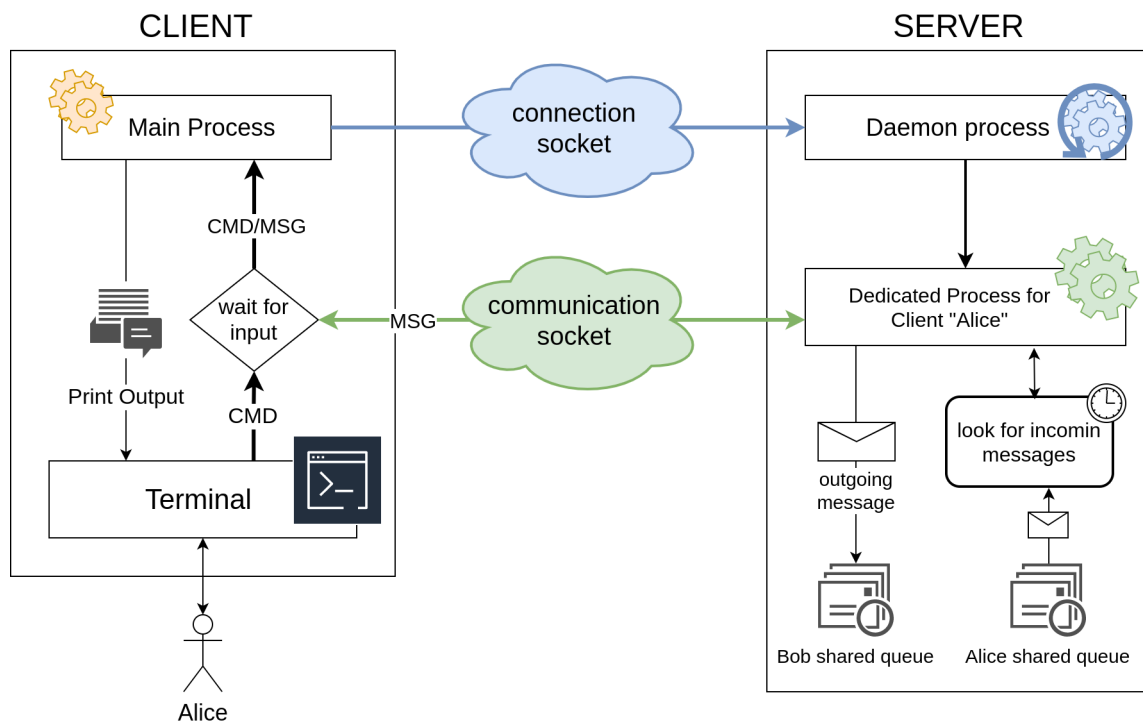 CLIENT
SERVER
Main Process
connection
socket
Daemon process
CMD/MSG
wait for
input
MSG
communication
socket
Dedicated Process for
Client "Alice"
Print Output
CMD
look for incomin
messages
Terminal
outgoing
message
Bob shared queue
Alice shared queue
Alice